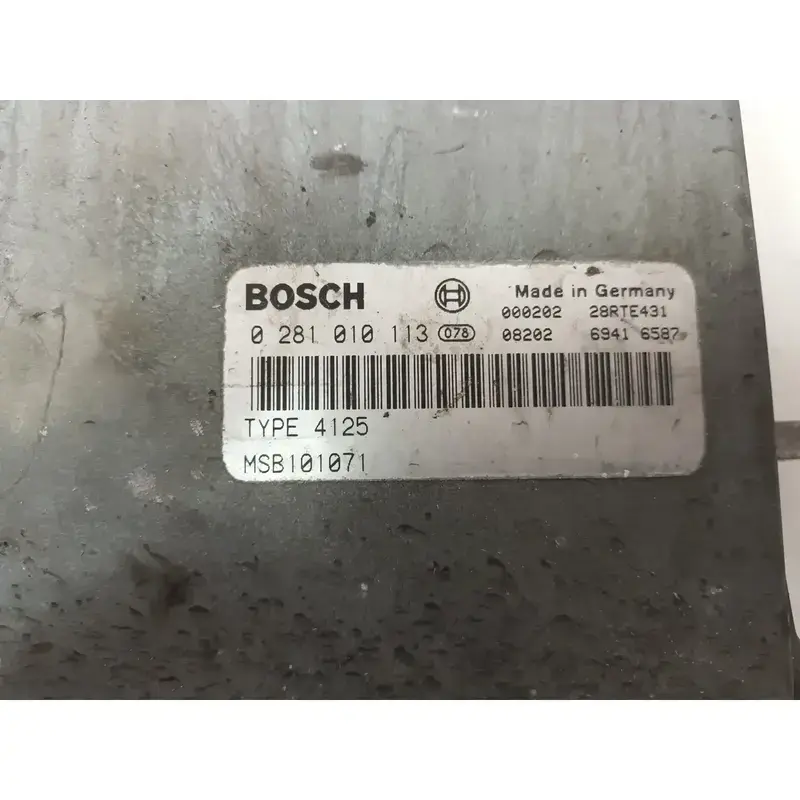 BOSCH Made in Germany
000202 28RTE431
0 281 010 113 078 08202 6941 6587
TYPE 4125
MSB101071